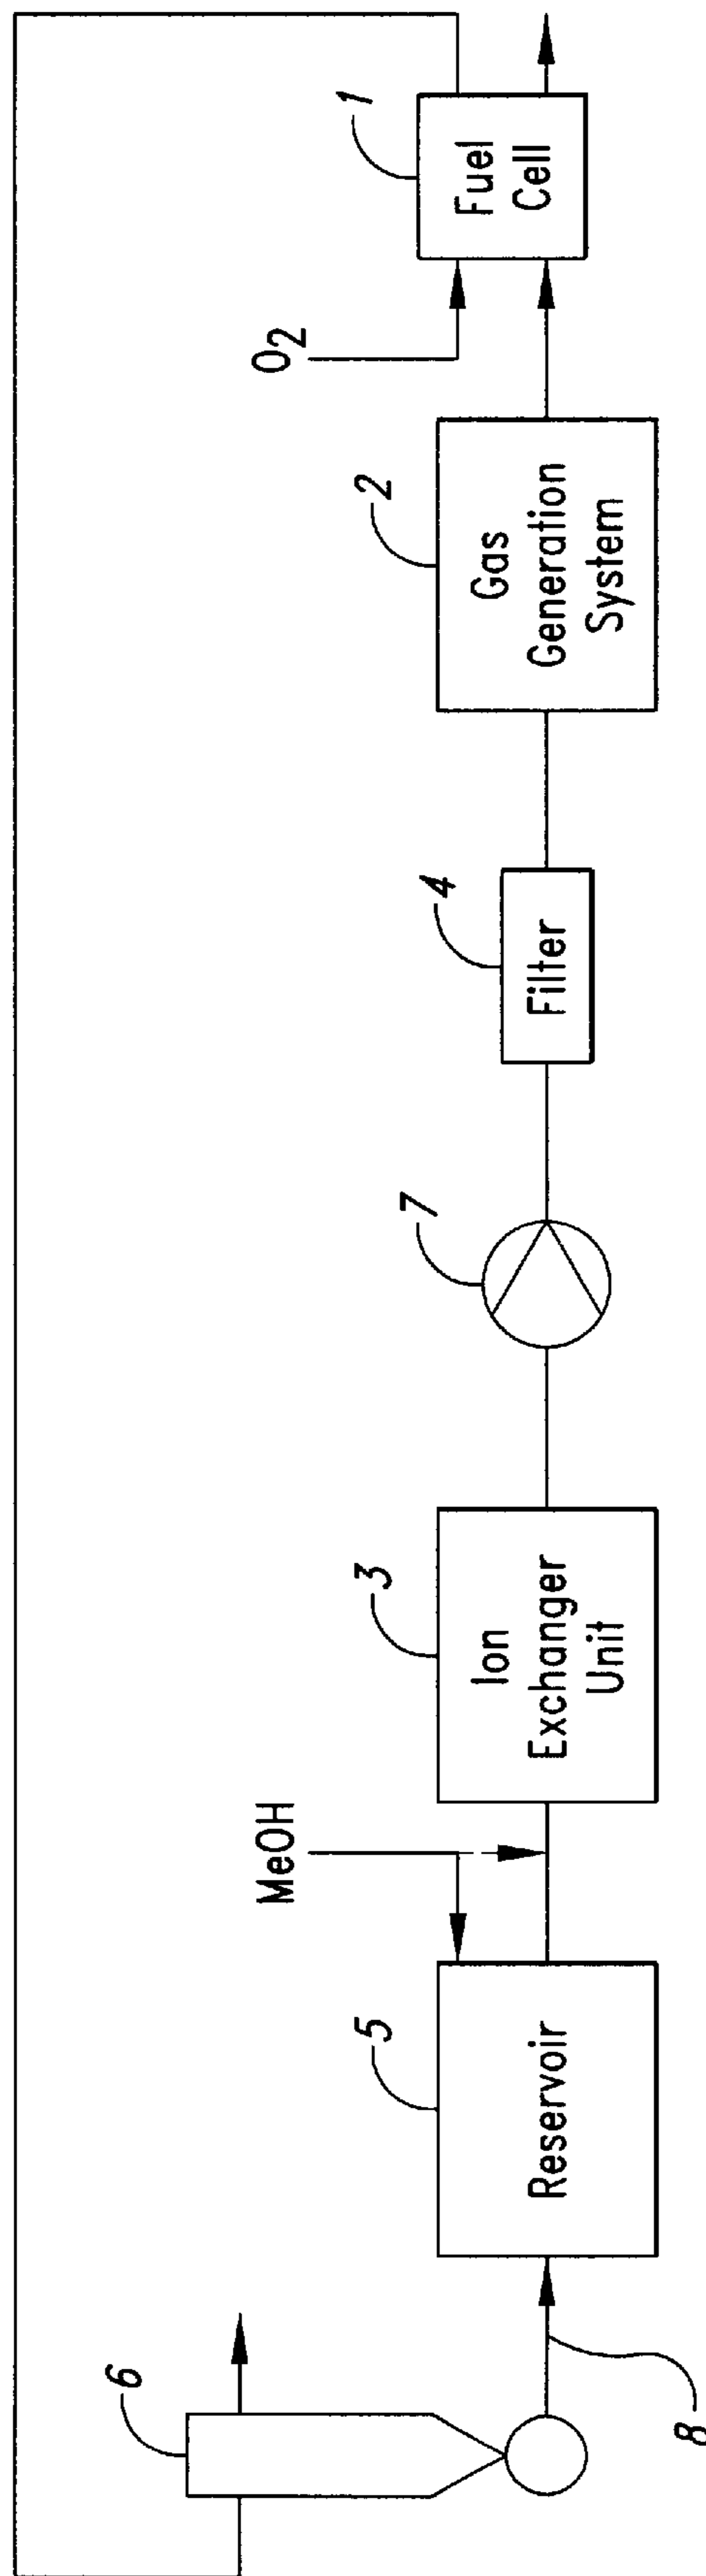 6
8
5
Reservoir
MeOH
3
Ion
Exchanger
Unit
7
4
Filter
2
Gas
Generation
System
O2
1
Fuel
Cell